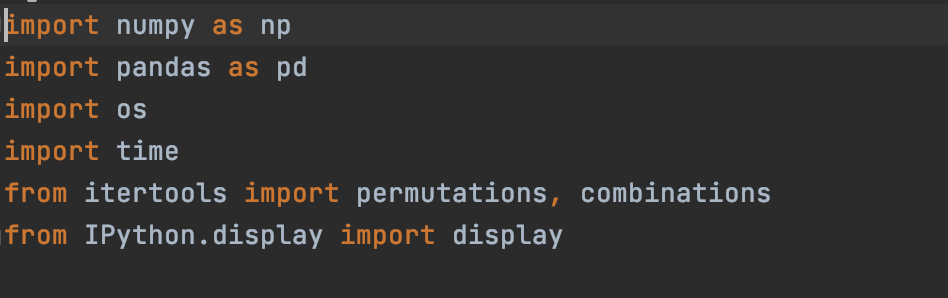 import numpy as np
import pandas as pd
import os
import time
from itertools import permutations, combinations
from IPython.display import display